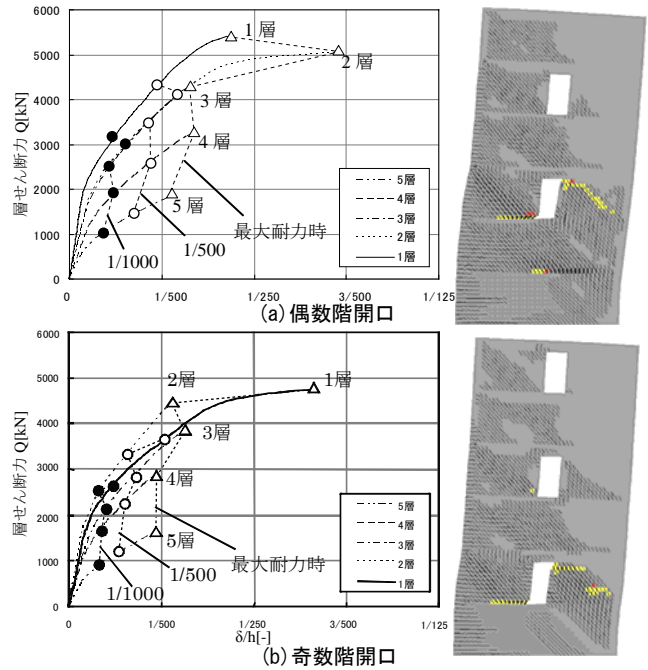 6000
5000
4000
3000
2000
1000
0
層せん断力 Q[kN]
1層
2層
3層
4層
5層
最大耐力時
1/500
1/1000
5層
4層
3層
2層
1層
0
1/500
1/250
3/500
1/125
(a) 偶数階開口
6000
5000
4000
3000
2000
1000
0
層せん断力 Q[kN]
2層
1層
3層
4層
5層
最大耐力時
1/500
1/1000
5層
4層
3層
2層
1層
0
1/500
1/250
3/500
1/125
δ/h[-]
(b) 奇数階開口